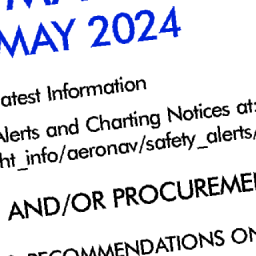 MAY 2024
atest Information
Alerts and Charting Notices at:
ht_info/aeronav/safety_alerts/
AND/OR PROCUREME
RECOMMENDATIONS ON